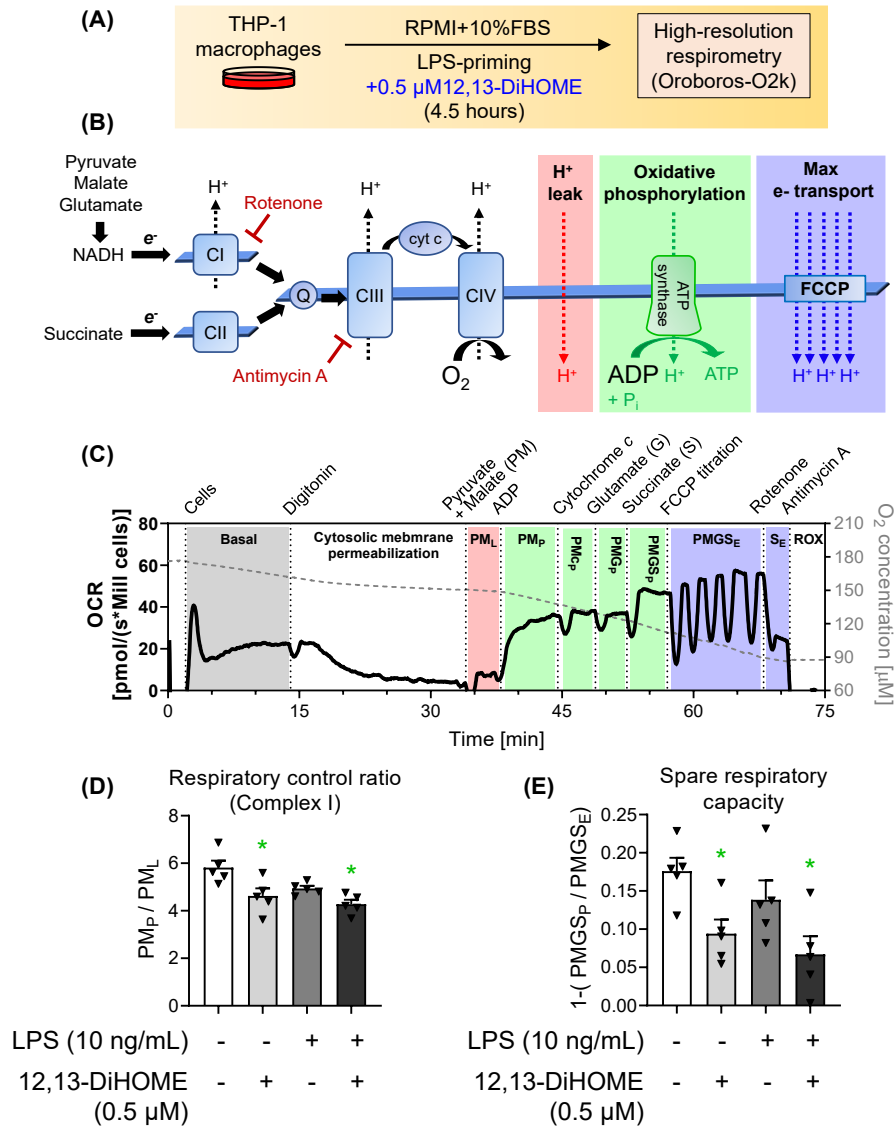 (A)
THP-1
macrophages
RPMI+10%FBS
LPS-priming
+0.5 µM12,13-DiHOME
(4.5 hours)
High-resolution
respirometry
(Oroboros-O2k)
(B)
Pyruvate
Malate
Glutamate
NADH
e-
Succinate
e-
H+
Rotenone
CI
CII
Q
Antimycin A
H+
CIII
cyt c
H+
CIV
O2
H+
leak
H+
Oxidative
phosphorylation
ATP
synthase
ADP
+ Pi
H+
ATP
Max
e- transport
FCCP
H+ H+ H+ H+
(C)
Cells
Digitonin
Pyruvate
+ Malate (PM)
ADP
Cytochrome c
Glutamate (G)
Succinate (S)
FCCP titration
Rotenone
Antimycin A
OCR
[pmol/(s*Mill cells)]
80
60
40
20
0
Basal
Cytosolic mebmrane
permeabilization
PML
PMP
PMcP
PMGP
PMGSP
PMGSE
SE
ROX
210
180
150
120
90
60
O2 concentration
[µM]
0 15 30 45 60 75
Time [min]
(D)
Respiratory control ratio
(Complex I)
PMP / PML
8
6
4
2
0
*
*
LPS (10 ng/mL) - - + +
12,13-DiHOME - + - +
(0.5 µM)
(E)
Spare respiratory
capacity
1-( PMGSP / PMGSE)
0.25
0.20
0.15
0.10
0.05
0.00
*
*
LPS (10 ng/mL) - - + +
12,13-DiHOME - + - +
(0.5 µM)